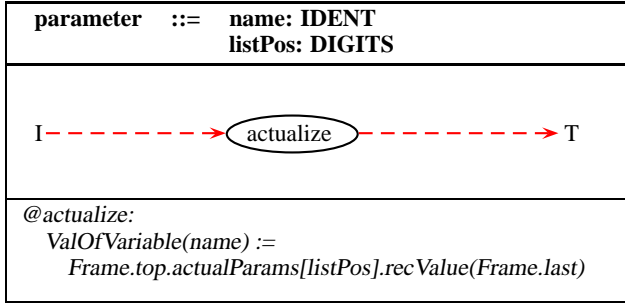 parameter ::= name: IDENT
listPos: DIGITS
I actualize T
@actualize:
ValOfVariable(name) :=
Frame.top.actualParams[listPos].recValue(Frame.last)